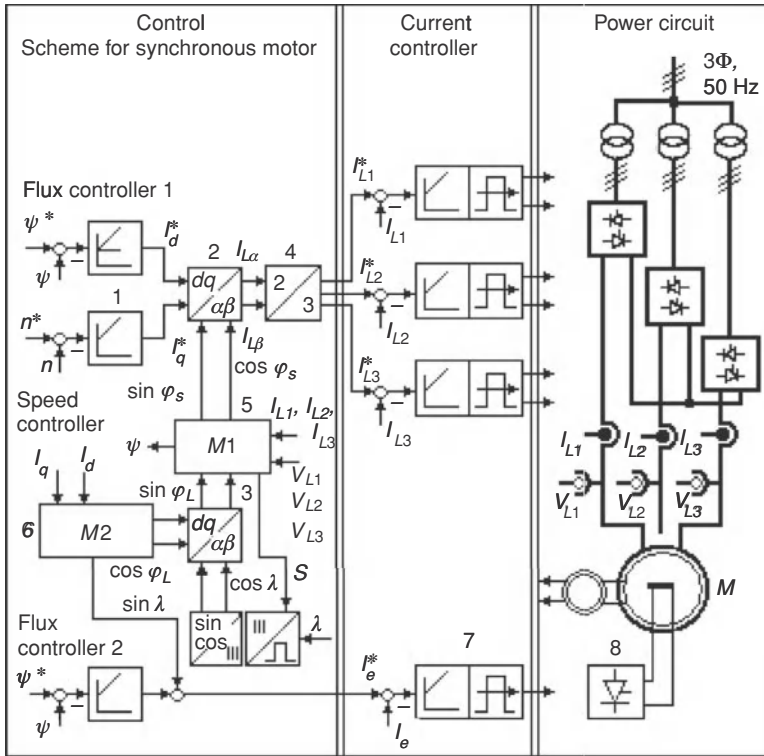 Control
Scheme for synchronous motor
Current
controller
Power circuit
3Φ,
50 Hz
Flux controller 1
ψ*
ψ
−
I*d
1
n*
n
−
I*q
2
dq
αβ
ILα
ILβ
4
2
3
I*L1
−
IL1
I*L2
−
IL2
I*L3
−
IL3
sin φs
cos φs
Speed
controller
Iq
Id
5
M1
ψ
IL1, IL2,
IL3
VL1
VL2
VL3
sin φL
3
6
M2
dq
αβ
cos φL
sin λ
cos λ
S
sin
cos
III
III
λ
Flux
controller 2
ψ*
ψ
−
I*e
−
Ie
7
IL1
IL2
IL3
VL1
VL2
VL3
M
8